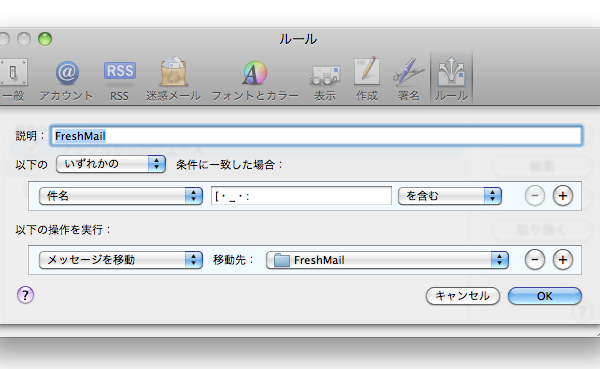 ルール
一般 アカウント RSS 迷惑メール フォントとカラー 表示 作成 署名 ルール
説明： FreshMail
以下の いずれかの 条件に一致した場合：
件名 [・_・: を含む
以下の操作を実行：
メッセージを移動 移動先： FreshMail
? キャンセル OK